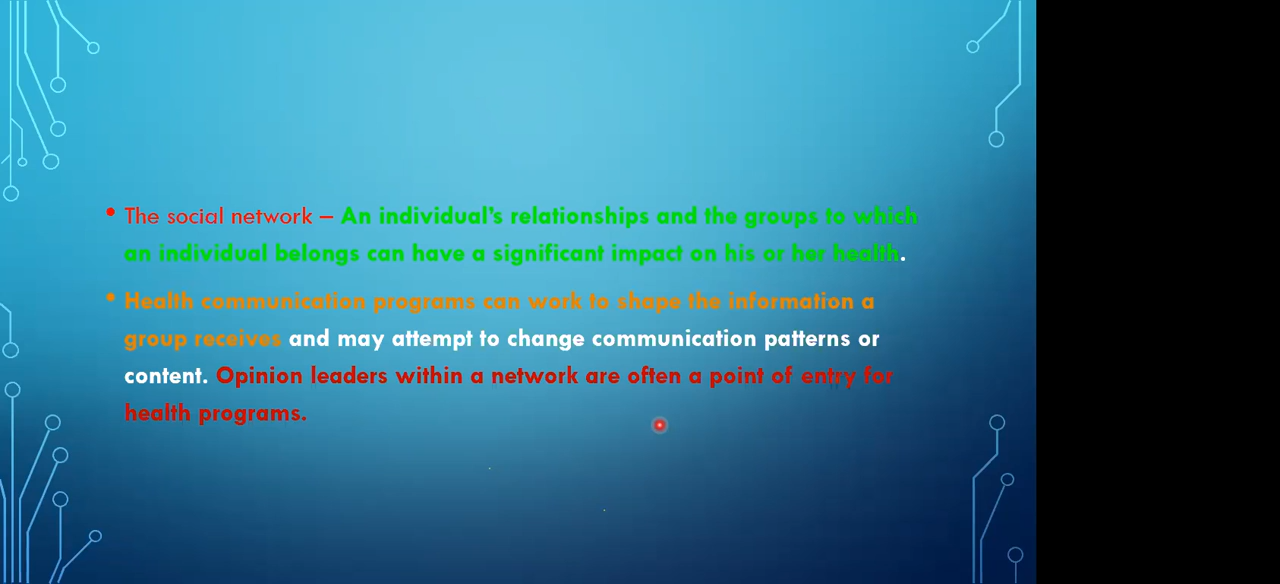 • The social network – An individual's relationships and the groups to which
an individual belongs can have a significant impact on his or her health.
• Health communication programs can work to shape the information a
group receives and may attempt to change communication patterns or
content. Opinion leaders within a network are often a point of entry for
health programs.